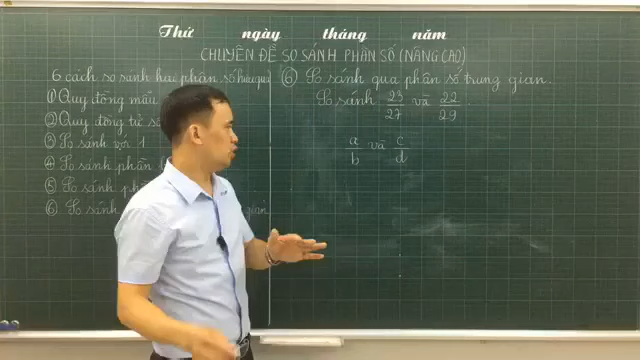 Thứ ngày tháng năm
CHUYÊN ĐỀ SO SÁNH PHÂN SỐ (NÂNG CAO)
6 cách so sánh hai phân số hiệu quả
① Quy đồng mẫu
② Quy đồng tử số
③ So sánh với 1
④ So sánh phần
⑤ So sánh
⑥ So sánh gian
⑥ So sánh qua phân số trung gian.
So sánh 23/27 và 22/29.
a/b và c/d